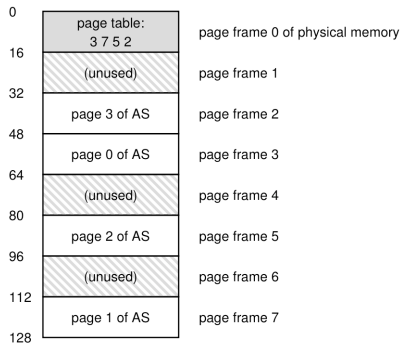 0
page table:
3 7 5 2
page frame 0 of physical memory
16
(unused)
page frame 1
32
page 3 of AS
page frame 2
48
page 0 of AS
page frame 3
64
(unused)
page frame 4
80
page 2 of AS
page frame 5
96
(unused)
page frame 6
112
page 1 of AS
page frame 7
128